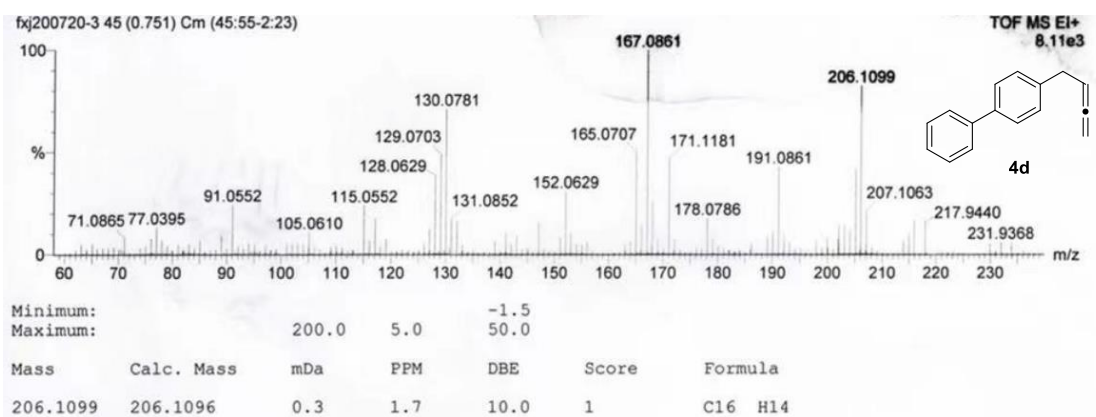 fxj200720-3 45 (0.751) Cm (45:55-2:23)
TOF MS EI+
8.11e3
100
%
0
167.0861
206.1099
130.0781
129.0703
128.0629
165.0707
171.1181
191.0861
152.0629
91.0552
115.0552
131.0852
71.0865
77.0395
105.0610
178.0786
207.1063
217.9440
231.9368
4d
60 70 80 90 100 110 120 130 140 150 160 170 180 190 200 210 220 230 m/z
Minimum: -1.5
Maximum: 200.0 5.0 50.0
Mass Calc. Mass mDa PPM DBE Score Formula
206.1099 206.1096 0.3 1.7 10.0 1 C16 H14